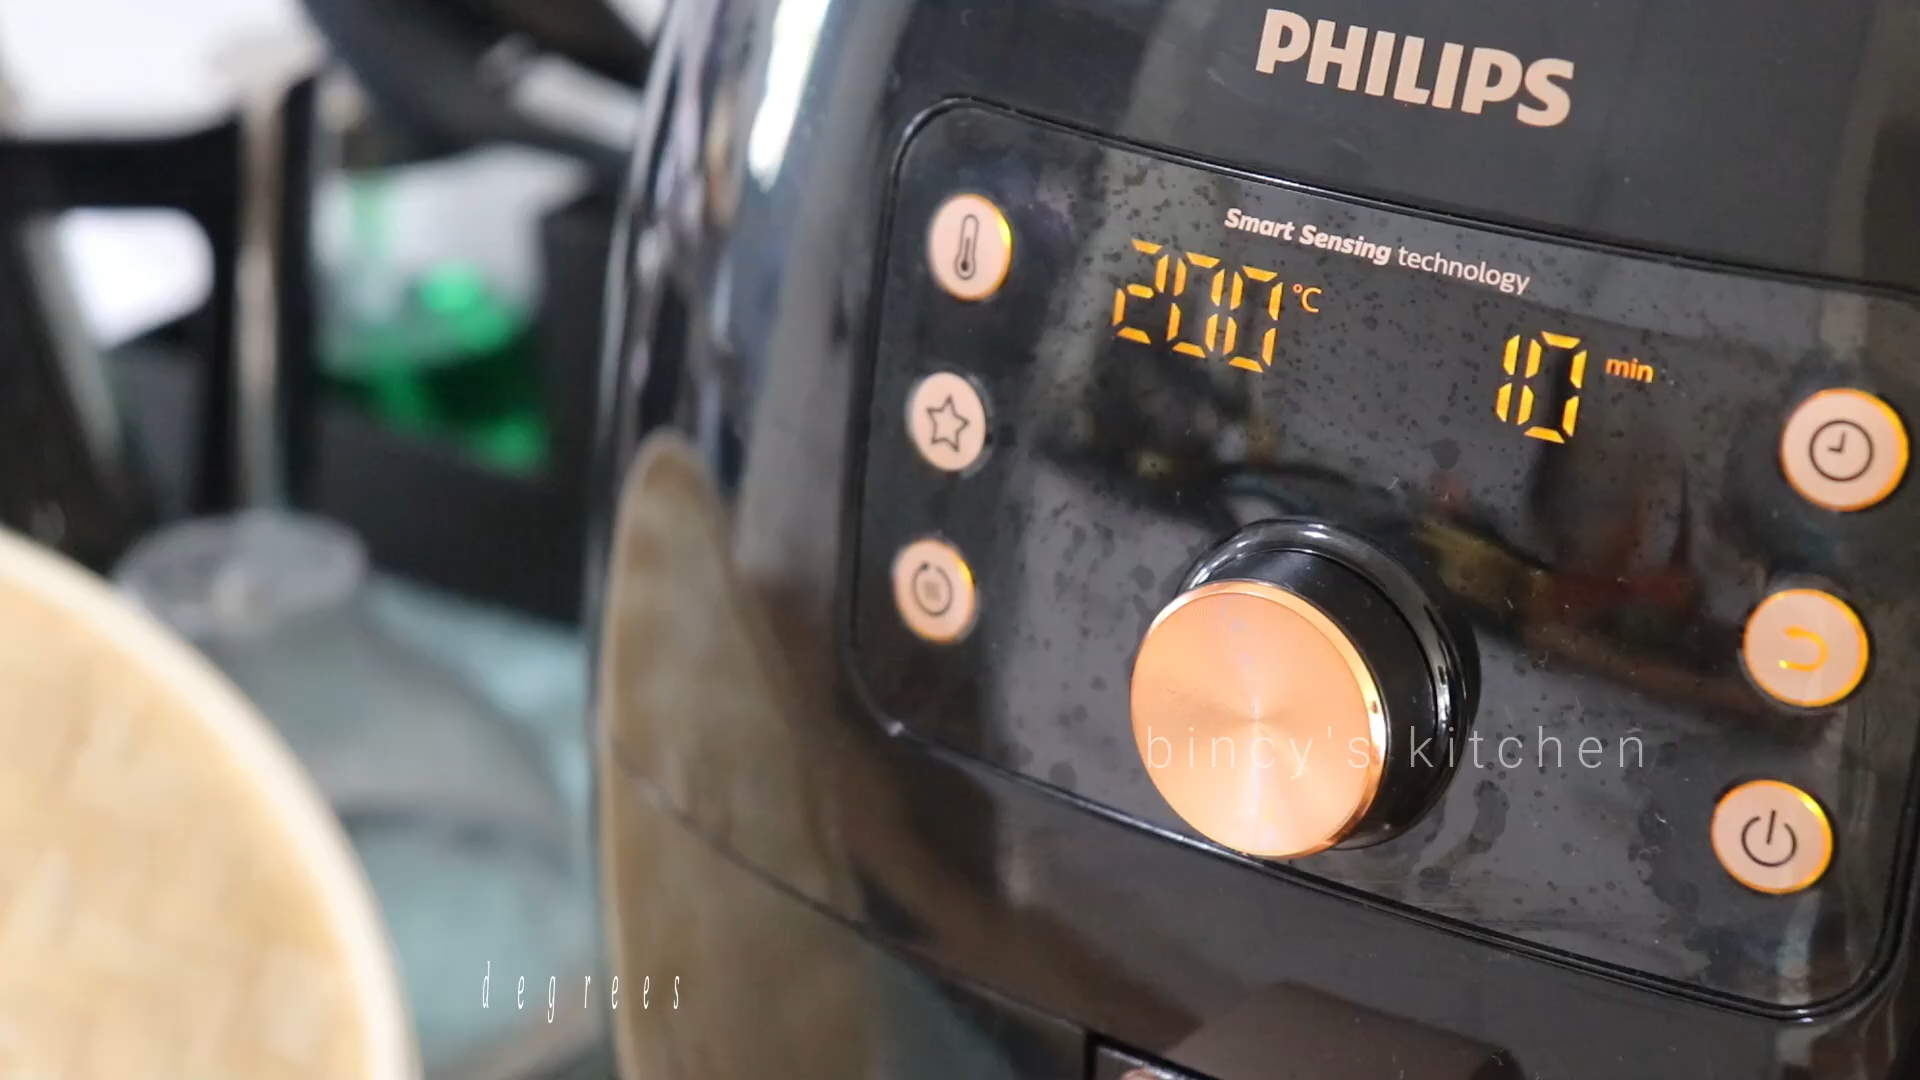 PHILIPS
Smart Sensing technology
200 °C
10 min
bincy's kitchen
degrees